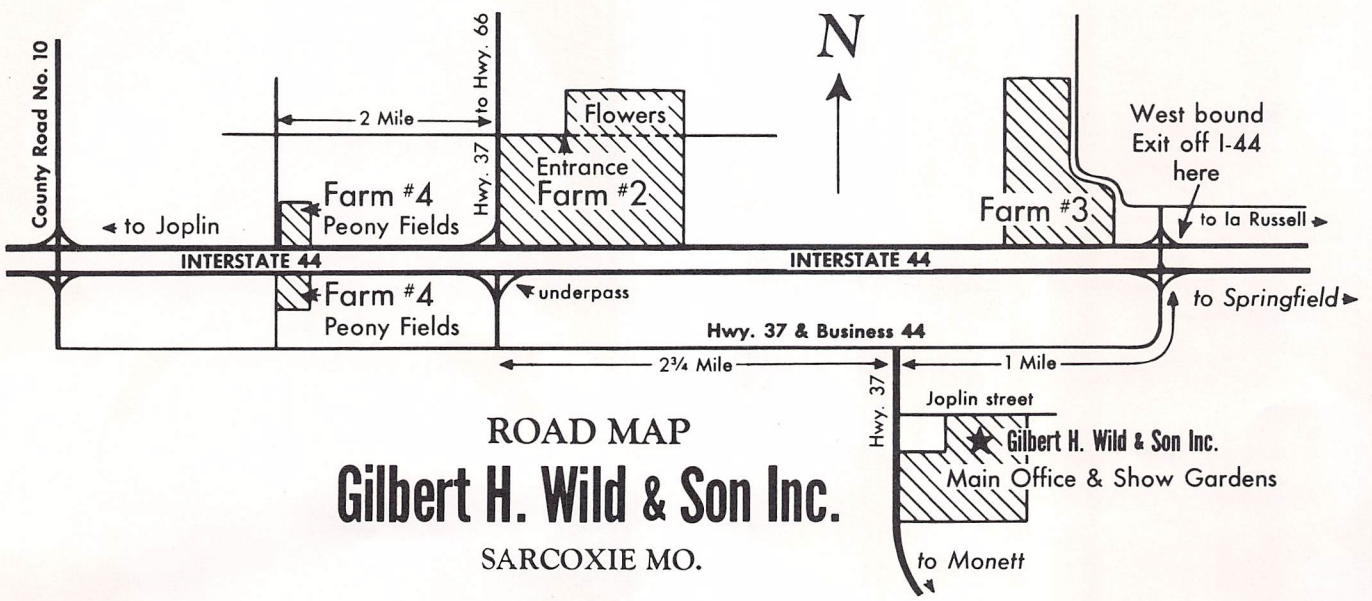 County Road No. 10
to Joplin
2 Mile
Farm #4
Peony Fields
Hwy. 37
to Hwy. 66
Flowers
Entrance
Farm #2
N
Farm #3
West bound
Exit off I-44
here
to la Russell
INTERSTATE 44
INTERSTATE 44
Farm #4
Peony Fields
underpass
to Springfield
Hwy. 37 & Business 44
2¾ Mile
1 Mile
Hwy. 37
Joplin street
Gilbert H. Wild & Son Inc.
Main Office & Show Gardens
to Monett
ROAD MAP
Gilbert H. Wild & Son Inc.
SARCOXIE MO.